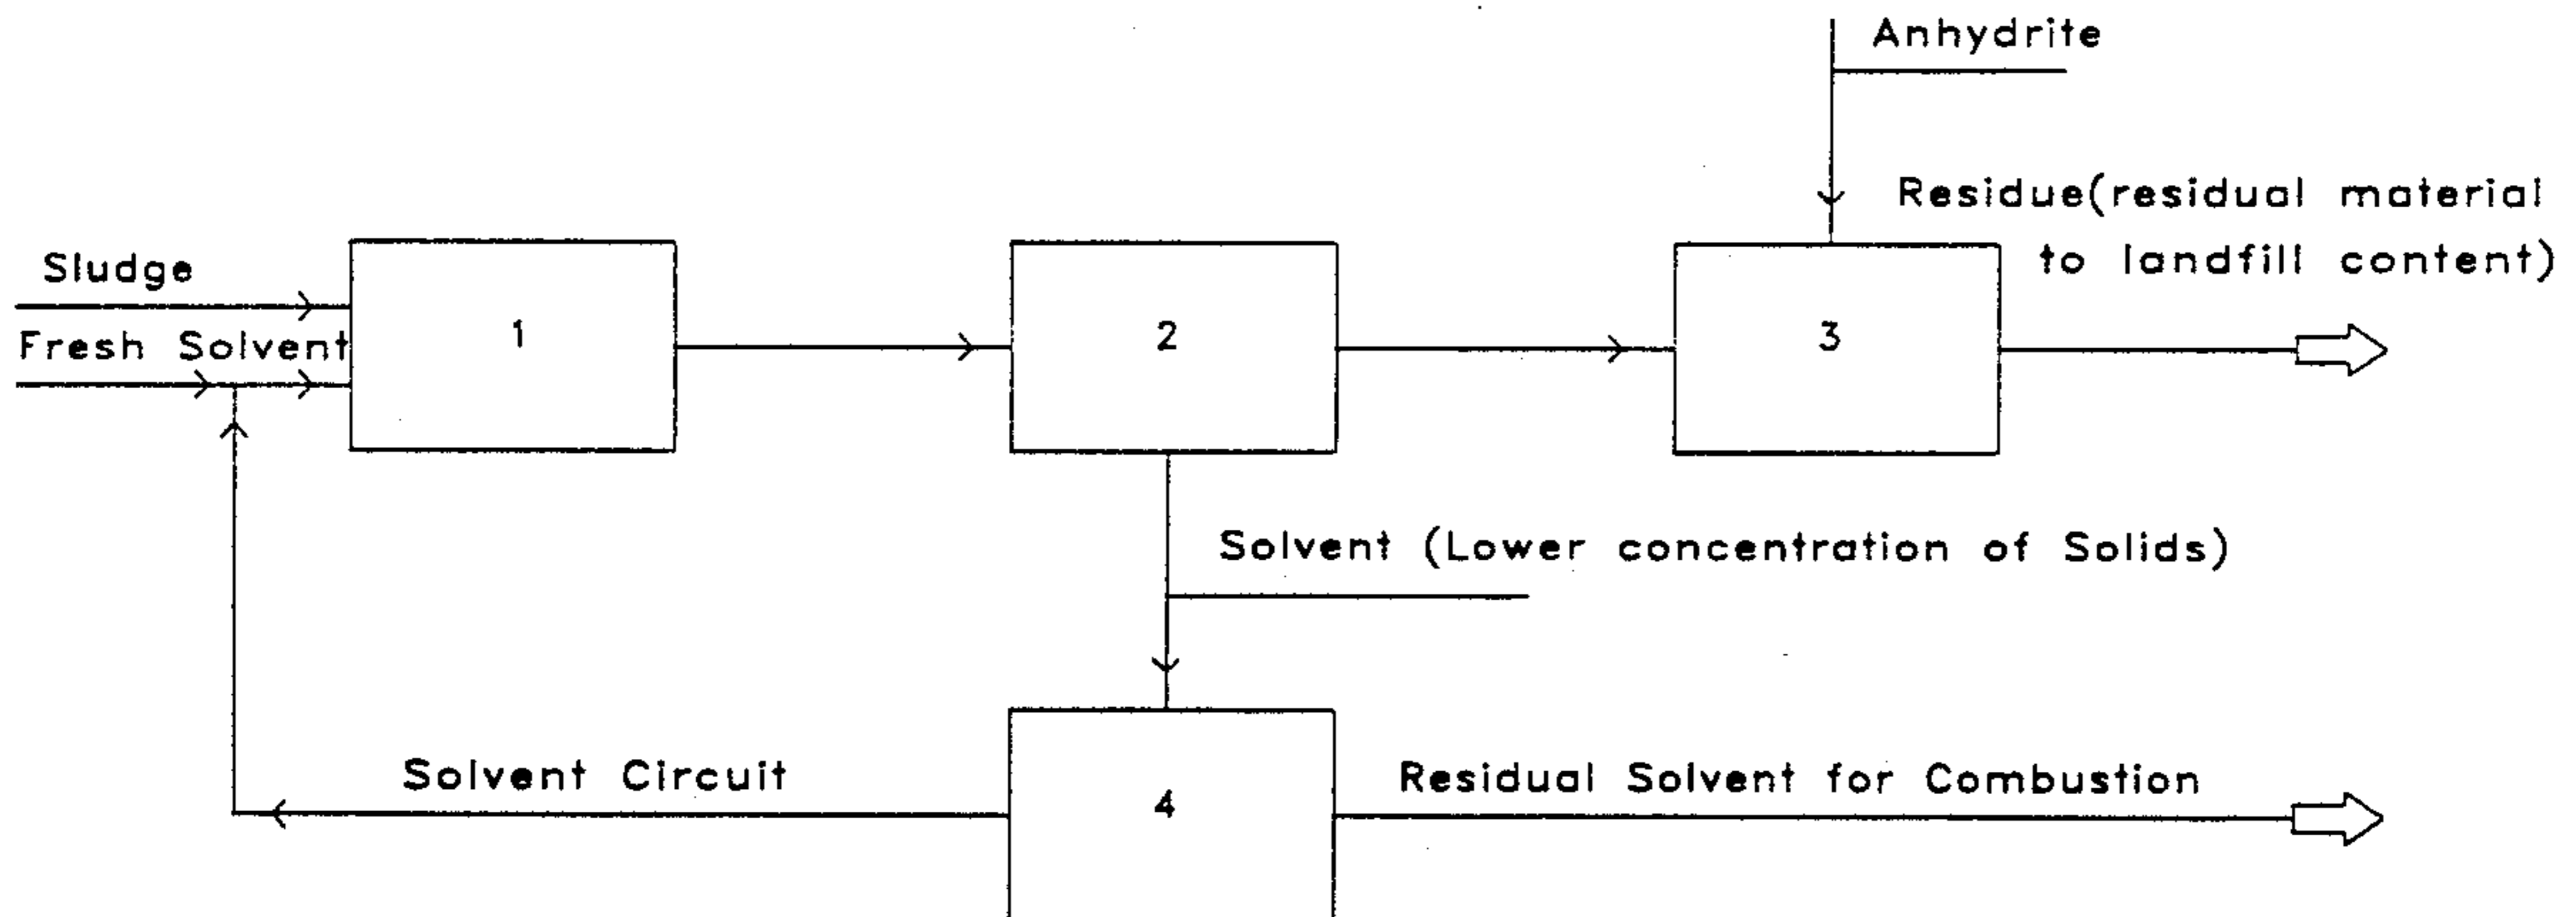 Anhydrite
Residue(residual material
to landfill content)
Sludge
Fresh Solvent
1
2
3
Solvent (Lower concentration of Solids)
Solvent Circuit
4
Residual Solvent for Combustion